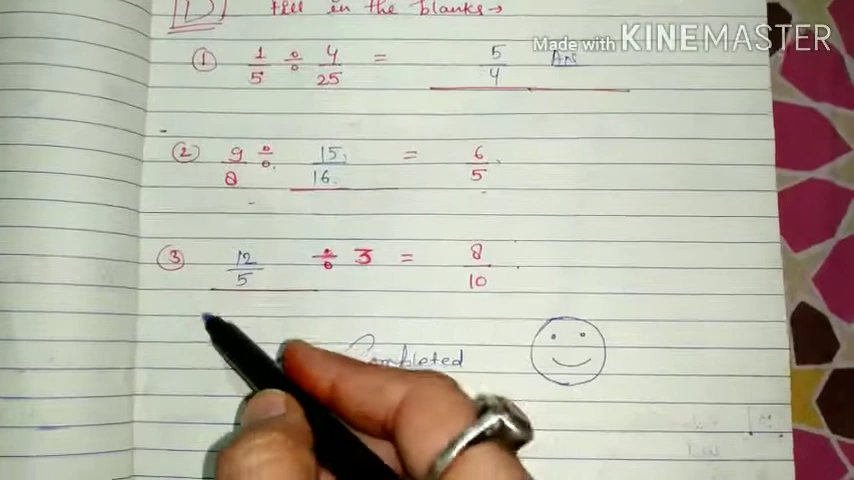 D Fill in the blanks→
Made with KINEMASTER
① 1/5 ÷ 4/25 = 5/4 Ans
② 9/8 ÷ 15/16 = 6/5
③ 12/5 ÷ 3 = 8/10
Completed